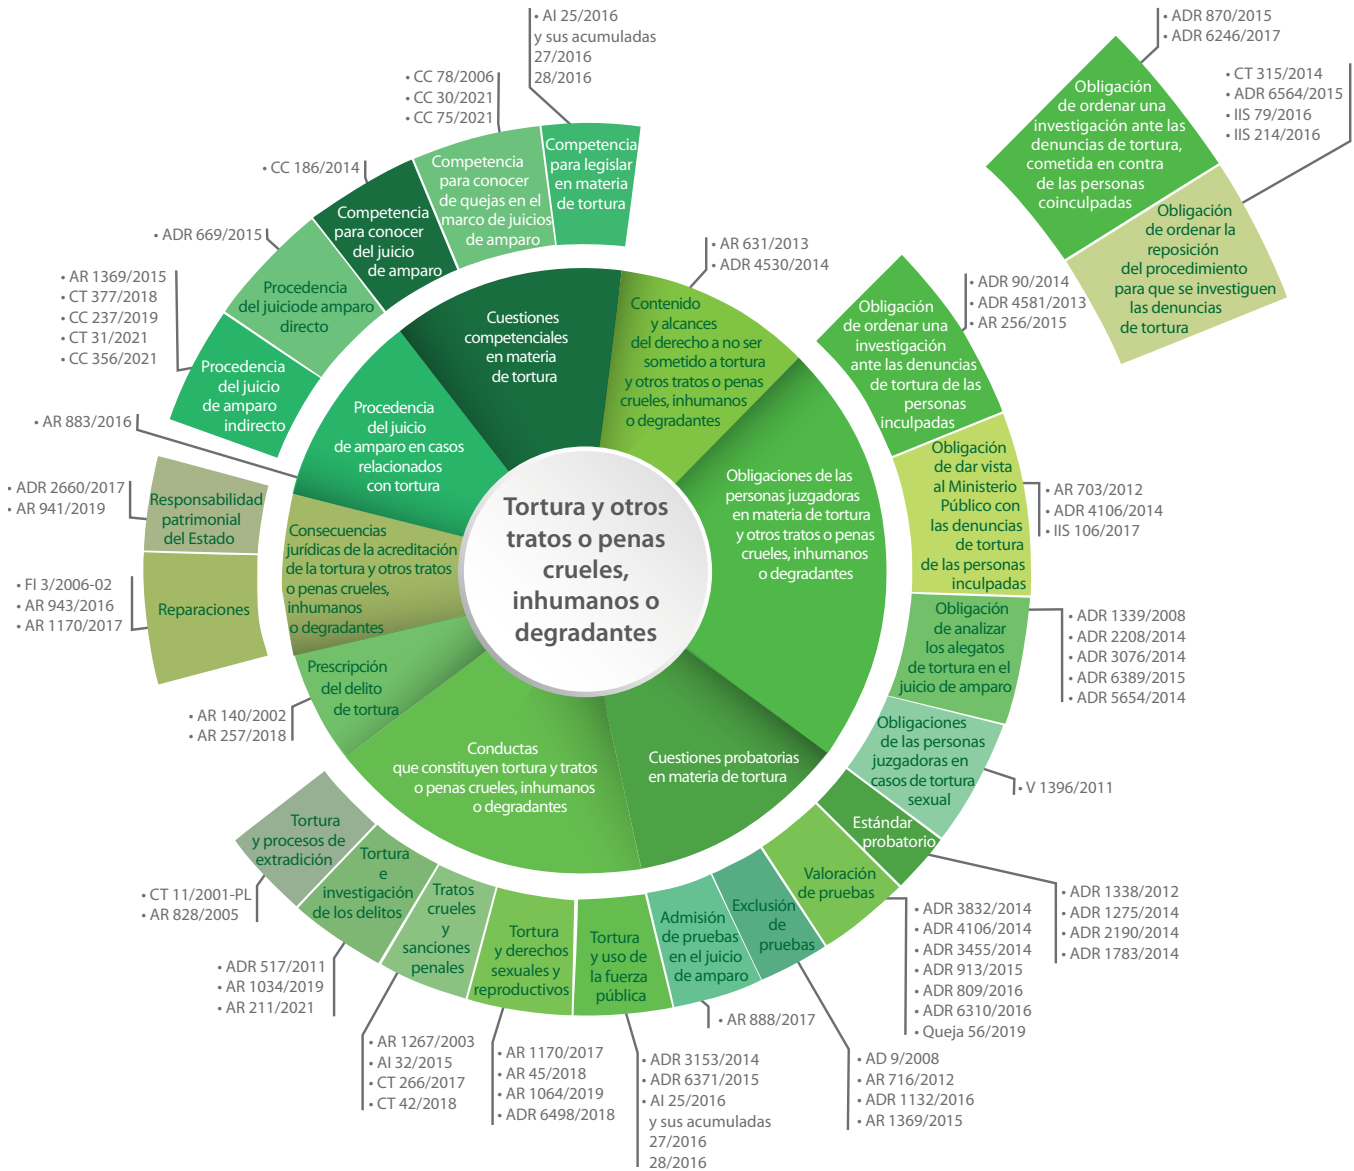 Tortura y otros
tratos o penas
crueles,
inhumanos o
degradantes
Cuestiones
competenciales
en materia
de tortura
Contenido
y alcances
del derecho a no ser
sometido a tortura
y otros tratos o penas
crueles, inhumanos
o degradantes
• AR 631/2013
• ADR 4530/2014
Obligaciones de las
personas juzgadoras
en materia de tortura
y otros tratos o penas
crueles, inhumanos
o degradantes
Cuestiones probatorias
en materia de tortura
Conductas
que constituyen tortura y tratos
o penas crueles, inhumanos
o degradantes
Prescripción
del delito
de tortura
• AR 140/2002
• AR 257/2018
Consecuencias
jurídicas de la acreditación
de la tortura y otros tratos
o penas crueles,
inhumanos
o degradantes
Procedencia
del juicio
de amparo en casos
relacionados
con tortura
• AR 883/2016
Competencia
para legislar
en materia
de tortura
• AI 25/2016
y sus acumuladas
27/2016
28/2016
Competencia
para conocer
de quejas en el
marco de juicios
de amparo
• CC 78/2006
• CC 30/2021
• CC 75/2021
Competencia
para conocer
del juicio
de amparo
• CC 186/2014
Procedencia
del juiciode amparo
directo
• ADR 669/2015
Procedencia
del juicio
de amparo
indirecto
• AR 1369/2015
• CT 377/2018
• CC 237/2019
• CT 31/2021
• CC 356/2021
Responsabilidad
patrimonial
del Estado
• ADR 2660/2017
• AR 941/2019
Reparaciones
• FI 3/2006-02
• AR 943/2016
• AR 1170/2017
Obligación
de ordenar una
investigación ante las
denuncias de tortura,
cometida en contra
de las personas
coinculpadas
• ADR 870/2015
• ADR 6246/2017
Obligación
de ordenar la
reposición
del procedimiento
para que se investiguen
las denuncias
de tortura
• CT 315/2014
• ADR 6564/2015
• IIS 79/2016
• IIS 214/2016
Obligación
de ordenar una
investigación
ante las denuncias
de tortura de las
personas
inculpadas
• ADR 90/2014
• ADR 4581/2013
• AR 256/2015
Obligación
de dar vista
al Ministerio
Público con
las denuncias
de tortura
de las personas
inculpadas
• AR 703/2012
• ADR 4106/2014
• IIS 106/2017
Obligación
de analizar
los alegatos
de tortura en el
juicio de amparo
• ADR 1339/2008
• ADR 2208/2014
• ADR 3076/2014
• ADR 6389/2015
• ADR 5654/2014
Obligaciones
de las personas
juzgadoras en
casos de tortura
sexual
• V 1396/2011
Estándar
probatorio
• ADR 1338/2012
• ADR 1275/2014
• ADR 2190/2014
• ADR 1783/2014
Valoración
de pruebas
• ADR 3832/2014
• ADR 4106/2014
• ADR 3455/2014
• ADR 913/2015
• ADR 809/2016
• ADR 6310/2016
• Queja 56/2019
Exclusión
de
pruebas
• AD 9/2008
• AR 716/2012
• ADR 1132/2016
• AR 1369/2015
Admisión
de pruebas
en el juicio
de amparo
• AR 888/2017
Tortura
y uso de
la fuerza
pública
• ADR 3153/2014
• ADR 6371/2015
• AI 25/2016
y sus acumuladas
27/2016
28/2016
Tortura
y derechos
sexuales y
reproductivos
• AR 1170/2017
• AR 45/2018
• AR 1064/2019
• ADR 6498/2018
Tratos
crueles
y
sanciones
penales
• AR 1267/2003
• AI 32/2015
• CT 266/2017
• CT 42/2018
Tortura
e
investigación
de los delitos
• ADR 517/2011
• AR 1034/2019
• AR 211/2021
Tortura
y procesos de
extradición
• CT 11/2001-PL
• AR 828/2005